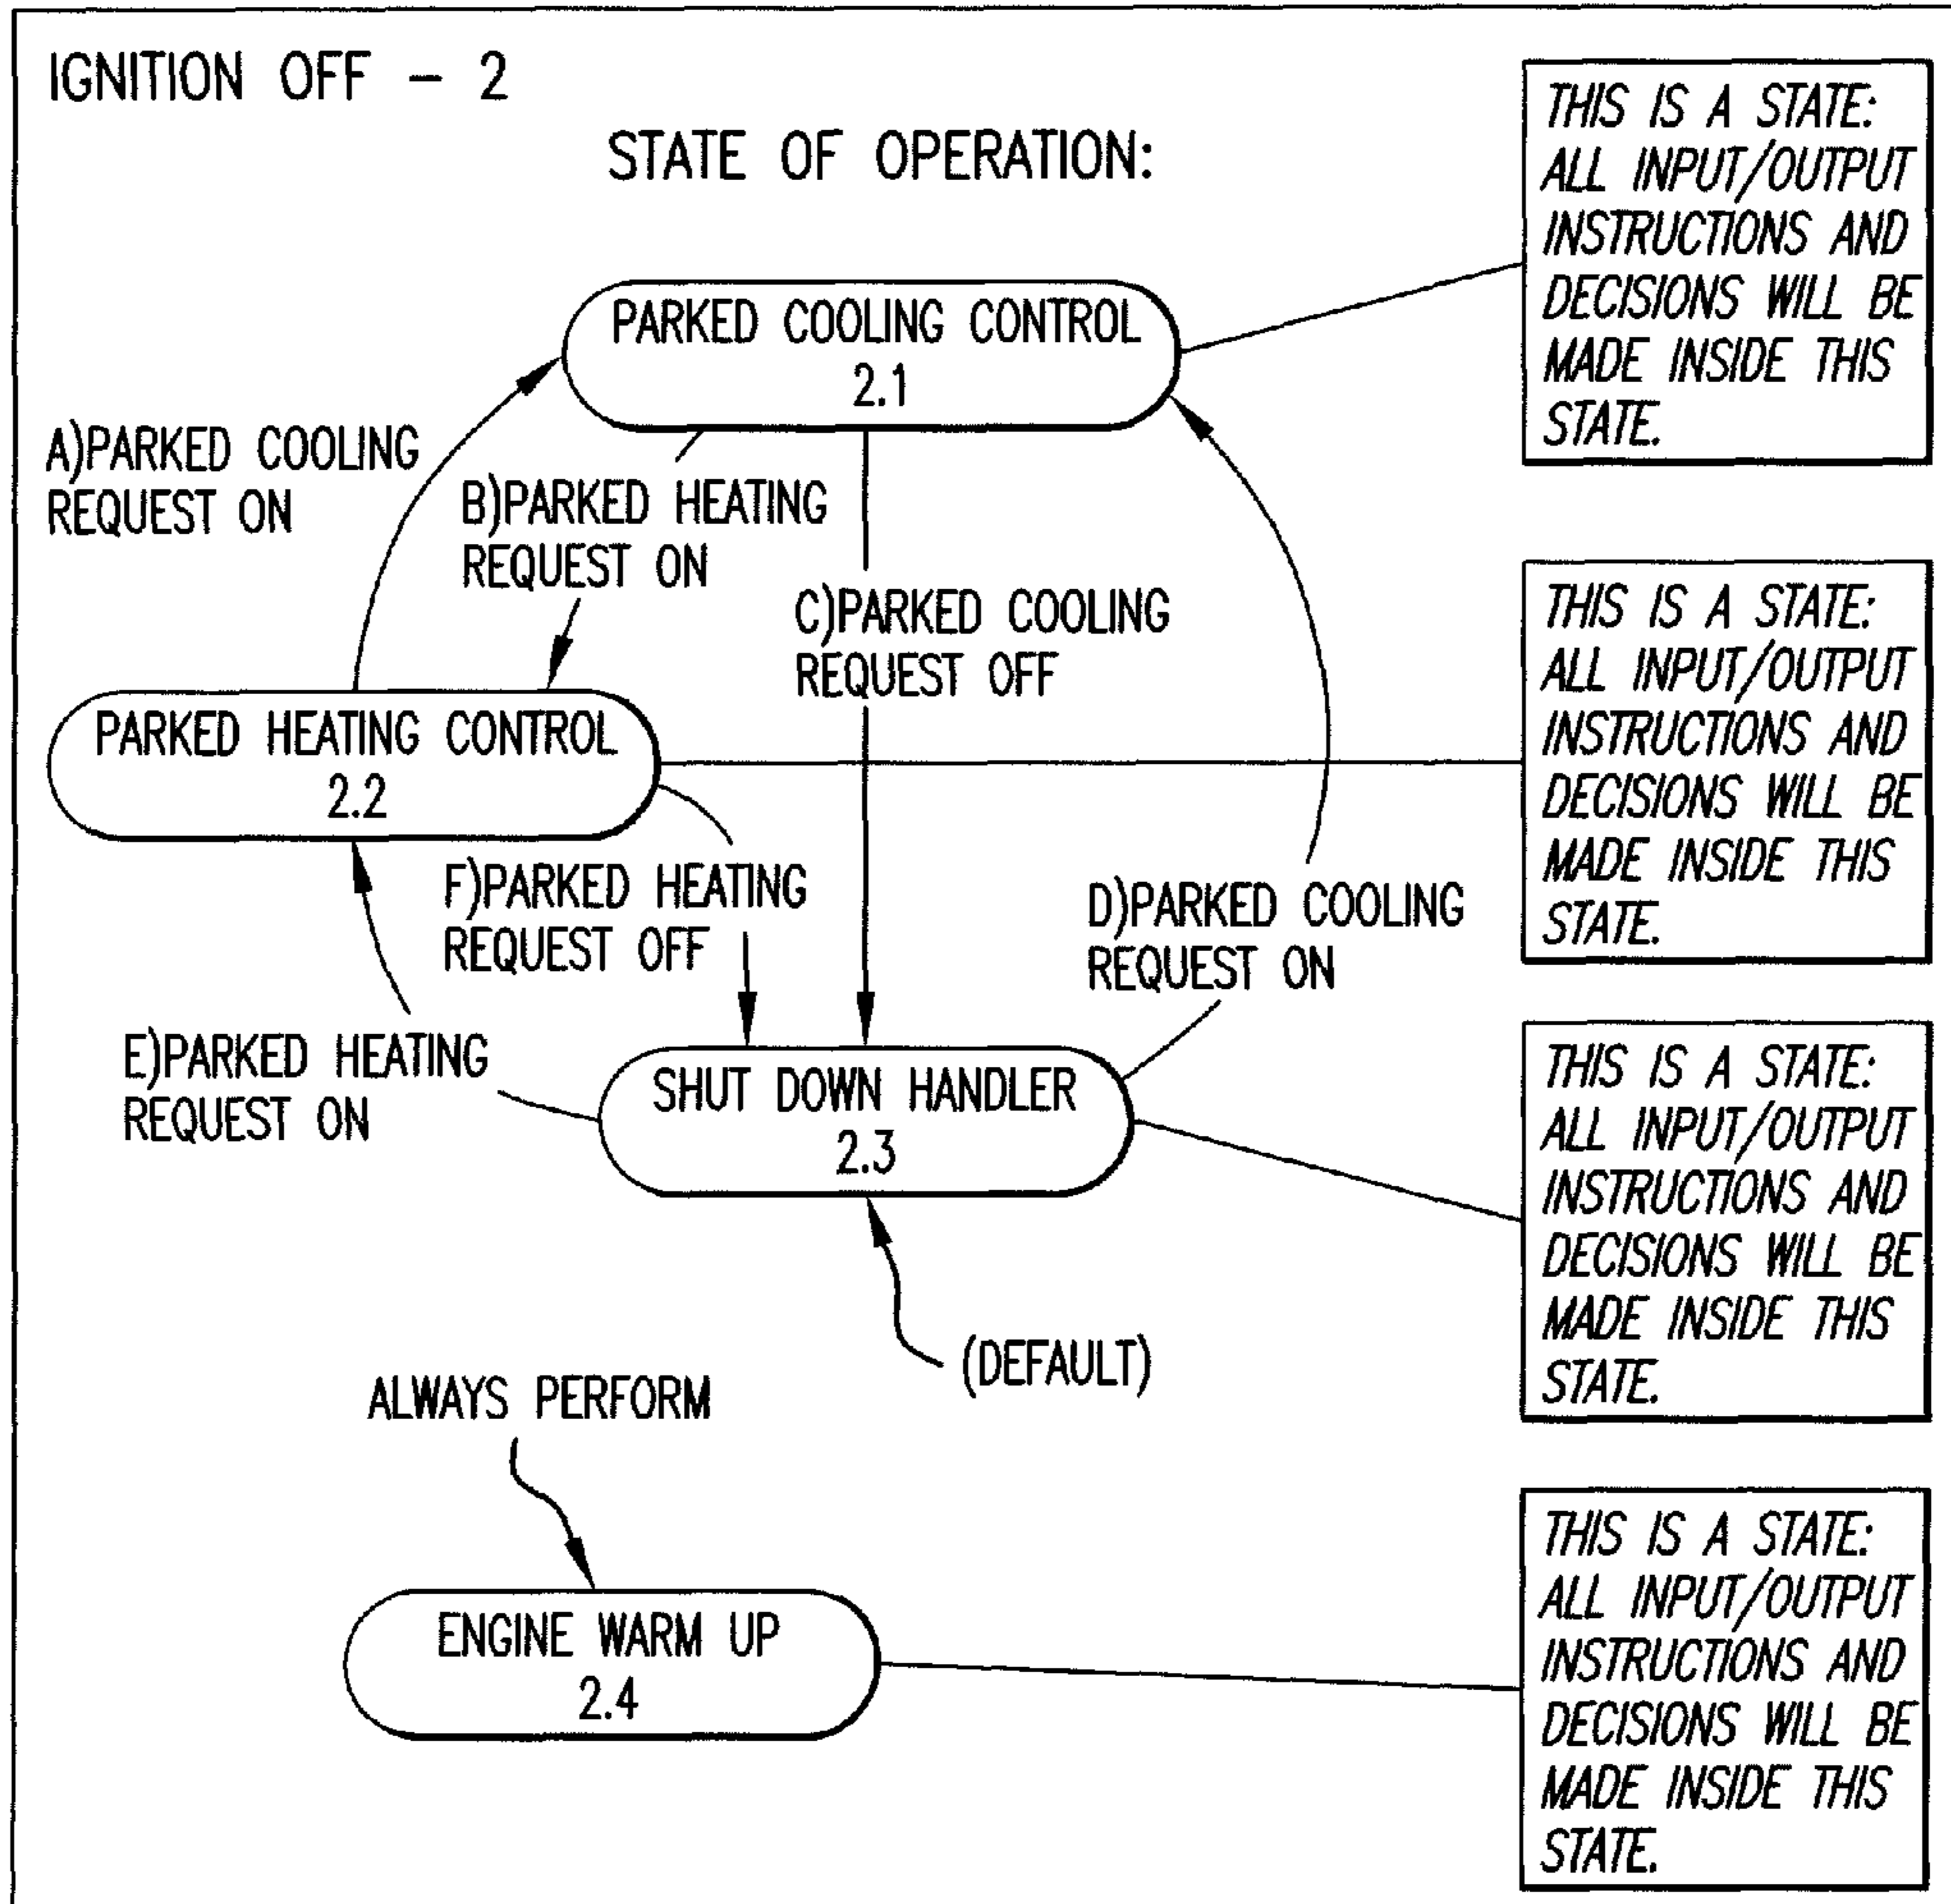 IGNITION OFF - 2
STATE OF OPERATION:
THIS IS A STATE:
ALL INPUT/OUTPUT
INSTRUCTIONS AND
DECISIONS WILL BE
MADE INSIDE THIS
STATE.
PARKED COOLING CONTROL
2.1
A)PARKED COOLING
REQUEST ON
B)PARKED HEATING
REQUEST ON
C)PARKED COOLING
REQUEST OFF
THIS IS A STATE:
ALL INPUT/OUTPUT
INSTRUCTIONS AND
DECISIONS WILL BE
MADE INSIDE THIS
STATE.
PARKED HEATING CONTROL
2.2
F)PARKED HEATING
REQUEST OFF
D)PARKED COOLING
REQUEST ON
E)PARKED HEATING
REQUEST ON
SHUT DOWN HANDLER
2.3
THIS IS A STATE:
ALL INPUT/OUTPUT
INSTRUCTIONS AND
DECISIONS WILL BE
MADE INSIDE THIS
STATE.
(DEFAULT)
ALWAYS PERFORM
ENGINE WARM UP
2.4
THIS IS A STATE:
ALL INPUT/OUTPUT
INSTRUCTIONS AND
DECISIONS WILL BE
MADE INSIDE THIS
STATE.